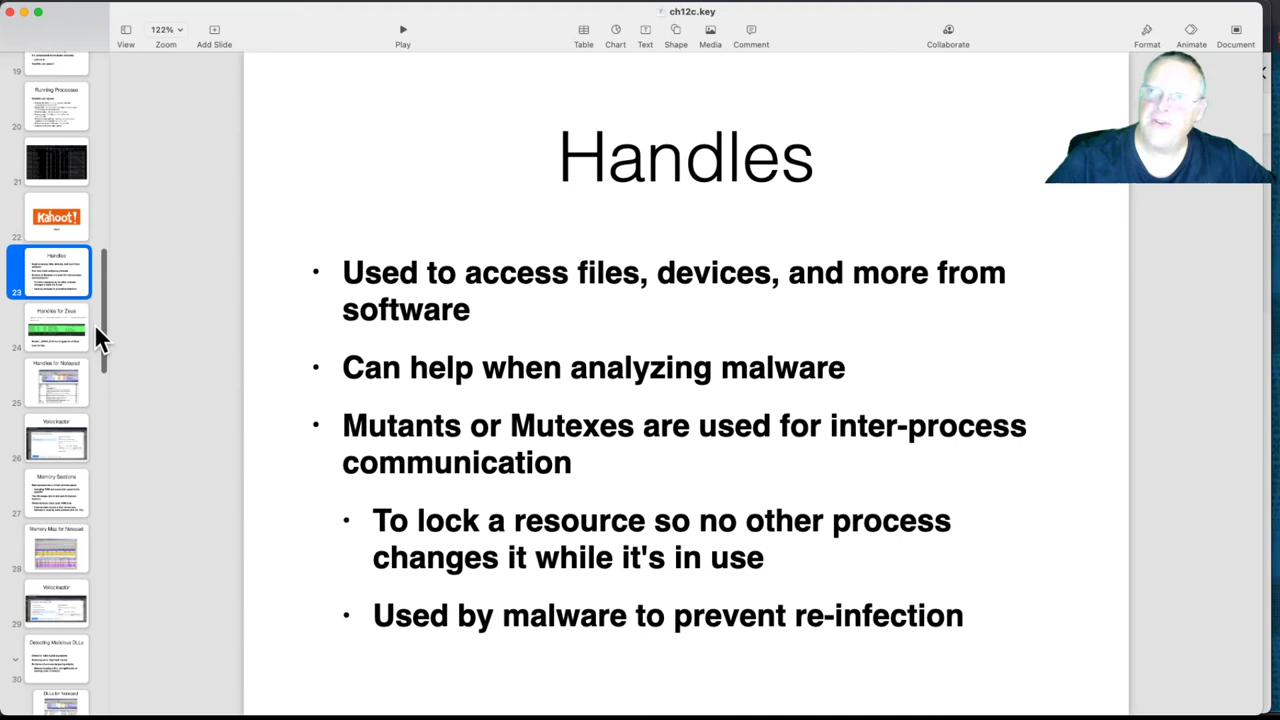 ch12c.key
122%
View
Zoom
Add Slide
Play
Table
Chart
Text
Shape
Media
Comment
Collaborate
Format
Animate
Document
19
Running Processes
20
21
Kahoot!
22
Handles
23
Handles for Zeus
24
Handles for Notepad
25
Velociraptor
26
Memory Sections
27
Memory Map for Notepad
28
Velociraptor
29
Detecting Malicious DLLs
30
DLLs for Notepad
Handles
• Used to access files, devices, and more from
software
• Can help when analyzing malware
• Mutants or Mutexes are used for inter-process
communication
• To lock a resource so no other process
changes it while it's in use
• Used by malware to prevent re-infection